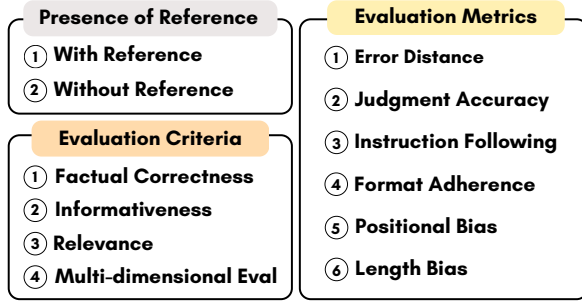 Presence of Reference
1 With Reference
2 Without Reference
Evaluation Criteria
1 Factual Correctness
2 Informativeness
3 Relevance
4 Multi-dimensional Eval
Evaluation Metrics
1 Error Distance
2 Judgment Accuracy
3 Instruction Following
4 Format Adherence
5 Positional Bias
6 Length Bias